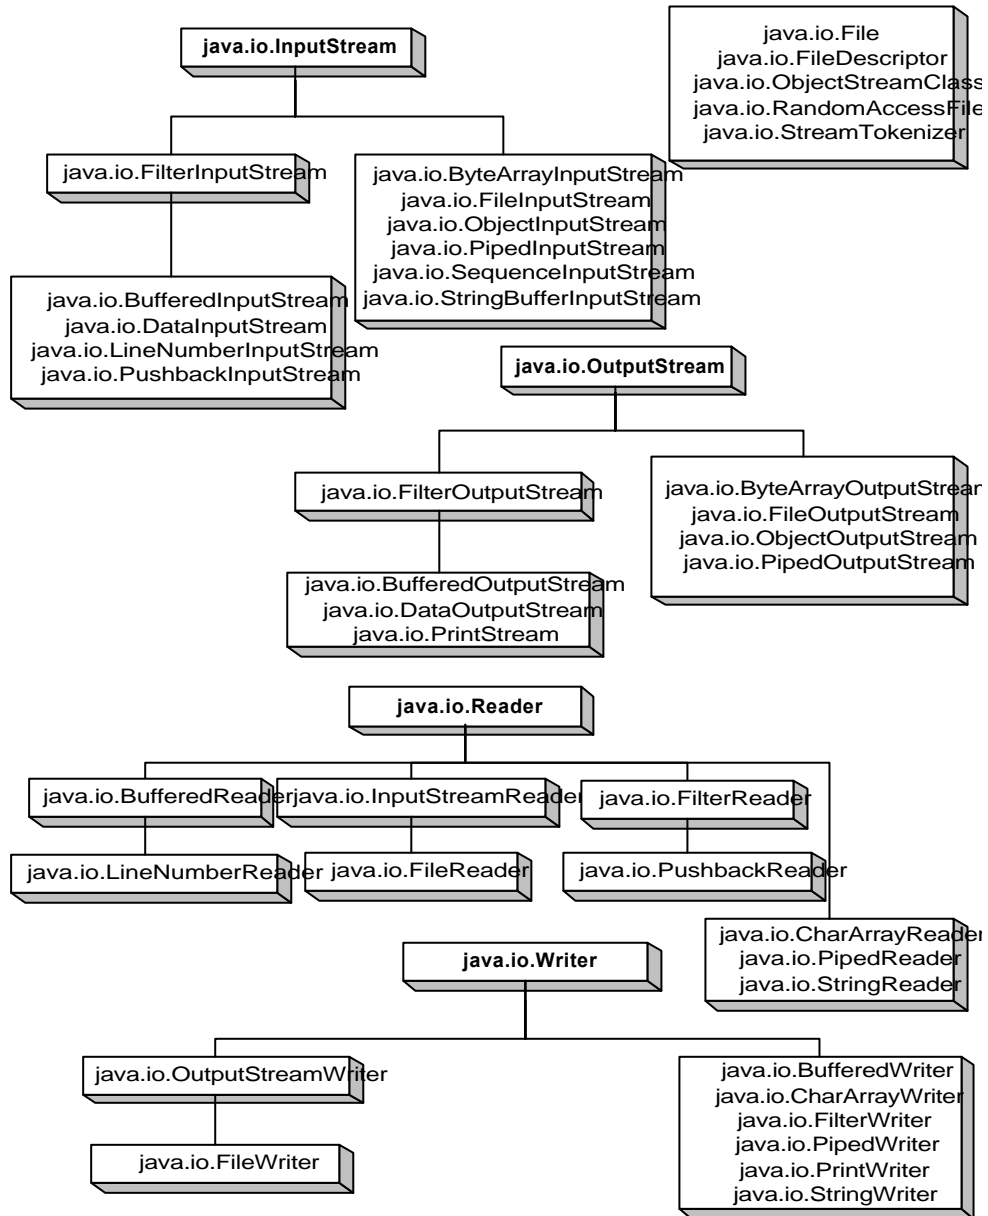 java.io.InputStream
java.io.File
java.io.FileDescriptor
java.io.ObjectStreamClass
java.io.RandomAccessFile
java.io.StreamTokenizer
java.io.FilterInputStream
java.io.ByteArrayInputStream
java.io.FileInputStream
java.io.ObjectInputStream
java.io.PipedInputStream
java.io.SequenceInputStream
java.io.StringBufferInputStream
java.io.BufferedInputStream
java.io.DataInputStream
java.io.LineNumberInputStream
java.io.PushbackInputStream
java.io.OutputStream
java.io.FilterOutputStream
java.io.ByteArrayOutputStream
java.io.FileOutputStream
java.io.ObjectOutputStream
java.io.PipedOutputStream
java.io.BufferedOutputStream
java.io.DataOutputStream
java.io.PrintStream
java.io.Reader
java.io.BufferedReader
java.io.InputStreamReader
java.io.FilterReader
java.io.LineNumberReader
java.io.FileReader
java.io.PushbackReader
java.io.CharArrayReader
java.io.PipedReader
java.io.StringReader
java.io.Writer
java.io.OutputStreamWriter
java.io.BufferedWriter
java.io.CharArrayWriter
java.io.FilterWriter
java.io.PipedWriter
java.io.PrintWriter
java.io.StringWriter
java.io.FileWriter